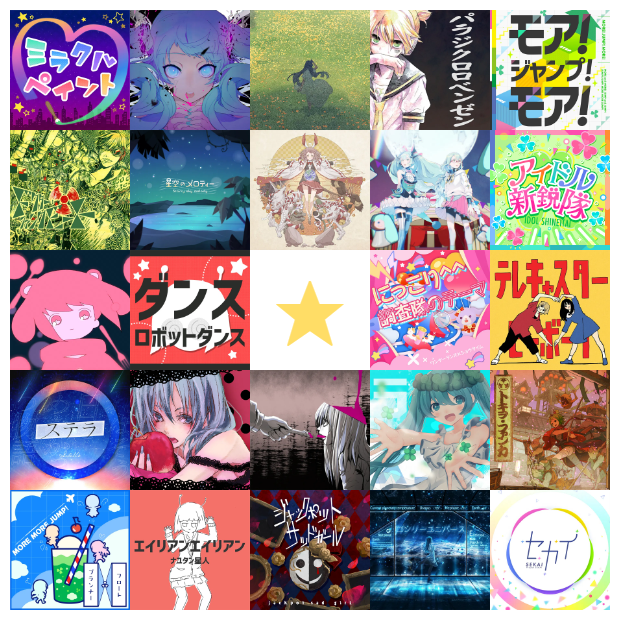 ミラクル
ペイント
パラジクロロベンゼン
モア!
ジャンプ!
モア!
星空のメロディー
アイドル
新鋭隊
IDOL SHINEITAI
ダンス
ロボットダンス
にっこり^^
調査隊のテーマ!
テレキャスター
ビーボーイ
ステラ
トキヲ・ファンカ
MORE MORE JUMP!
フロート
プランナー
エイリアンエイリアン
ナユタン星人
ジャックポット
サッドガール
jackpot sad girl
セカイ
SEKAI